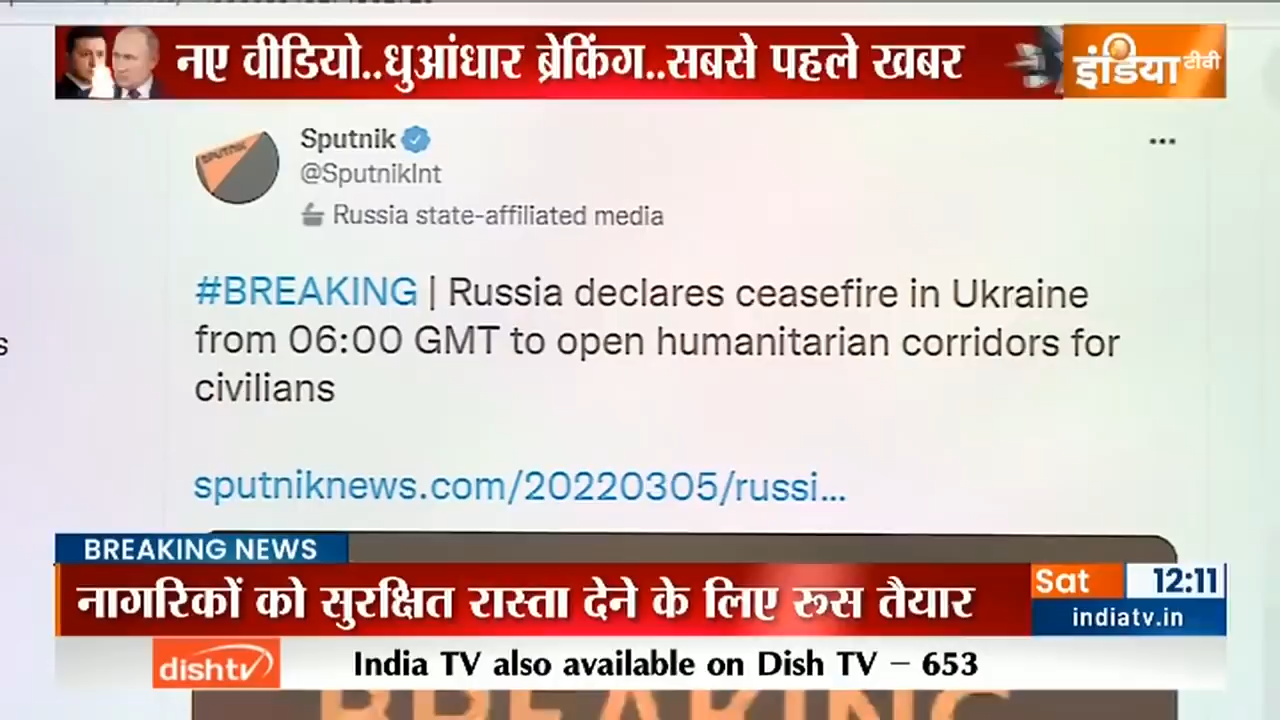 नए वीडियो..धुआंधार ब्रेकिंग..सबसे पहले खबर
इंडिया टीवी
SPUTNIK
Sputnik
@SputnikInt
Russia state-affiliated media
#BREAKING | Russia declares ceasefire in Ukraine
from 06:00 GMT to open humanitarian corridors for
civilians
s
sputniknews.com/20220305/russi...
BREAKING NEWS
नागरिकों को सुरक्षित रास्ता देने के लिए रूस तैयार
Sat 12:11
indiatv.in
dishtv
India TV also available on Dish TV – 653
BREAKING